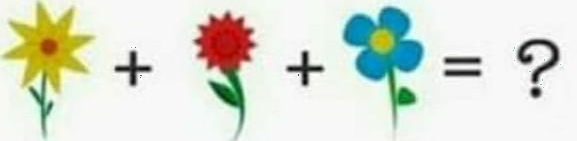 + + = ?